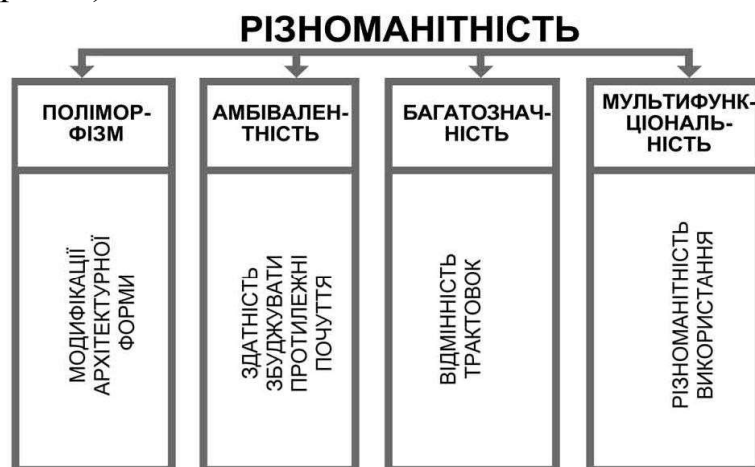 РІЗНОМАНІТНІСТЬ
ПОЛІМОР-
ФІЗМ
АМБІВАЛЕН-
ТНІСТЬ
БАГАТОЗНАЧ-
НІСТЬ
МУЛЬТИФУНК-
ЦІОНАЛЬ-
НІСТЬ
МОДИФІКАЦІЇ
АРХІТЕКТУРНОЇ
ФОРМИ
ЗДАТНІСТЬ
ЗБУДЖУВАТИ
ПРОТИЛЕЖНІ
ПОЧУТТЯ
ВІДМІННІСТЬ
ТРАКТОВОК
РІЗНОМАНІТНІСТЬ
ВИКОРИСТАННЯ